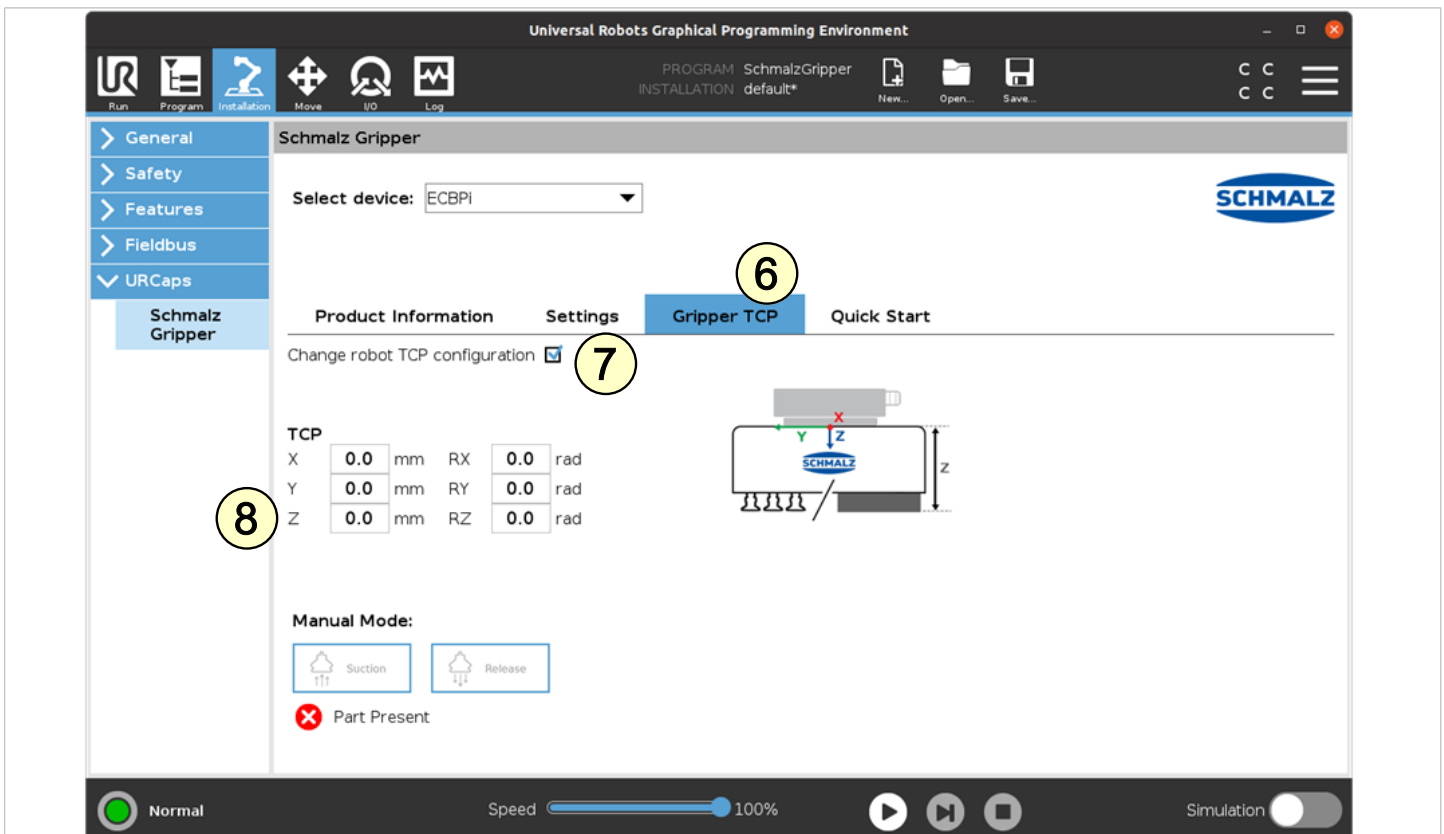 Universal Robots Graphical Programming Environment
PROGRAM SchmalzGripper
INSTALLATION default*
Run Program Installation Move I/O Log
New... Open... Save...
C C
C C
General
Safety
Features
Fieldbus
URCaps
Schmalz
Gripper
Schmalz Gripper
Select device: ECBPi
SCHMALZ
6
Product Information Settings Gripper TCP Quick Start
Change robot TCP configuration
7
TCP
X 0.0 mm RX 0.0 rad
Y 0.0 mm RY 0.0 rad
Z 0.0 mm RZ 0.0 rad
8
X
Y Z
SCHMALZ
Z
Manual Mode:
Suction Release
Part Present
Normal Speed 100% Simulation